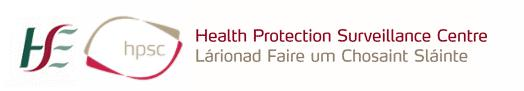 HSE
hpsc
Health Protection Surveillance Centre
Lárionad Faire um Chosaint Sláinte